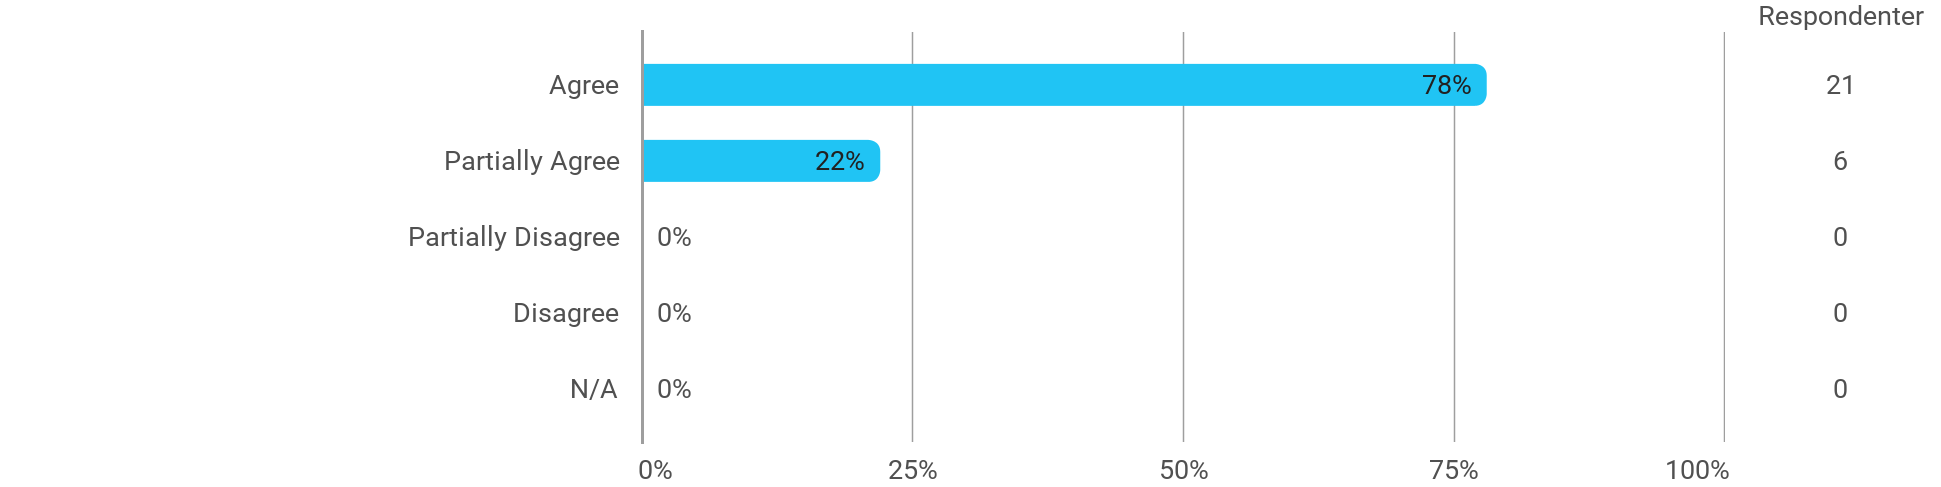 Respondenter
Agree 78% 21
Partially Agree 22% 6
Partially Disagree 0% 0
Disagree 0% 0
N/A 0% 0
0% 25% 50% 75% 100%